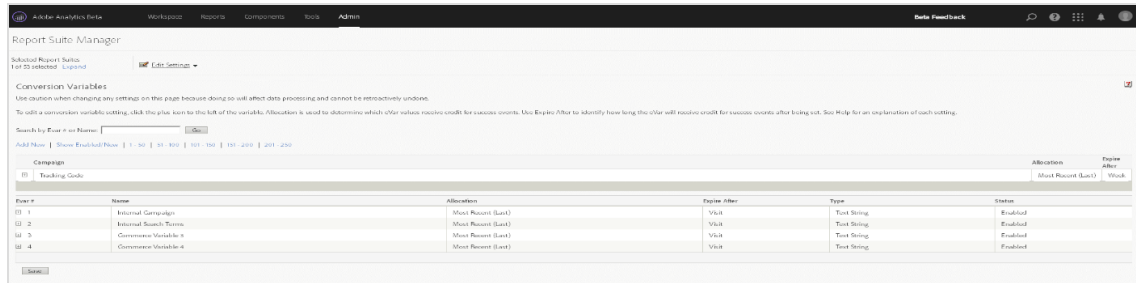 Adobe Analytics Beta Workspace Reports Components Tools Admin Beta Feedback
Report Suite Manager
Selected Report Suites
1 of 53 selected Expand
Edit Settings
Conversion Variables
Use caution when changing any settings on this page because doing so will affect data processing and cannot be retroactively undone.
To edit a conversion variable setting, click the plus icon to the left of the variable. Allocation is used to determine which eVar values receive credit for success events. Use Expire After to identify how long the eVar will receive credit for success events after being set. See Help for an explanation of each setting.
Search by Evar # or Name: Go
Add New | Show Enabled/New | 1 - 50 | 51 - 100 | 101 - 150 | 151 - 200 | 201 - 250
Campaign Allocation Expire After
Tracking Code Most Recent (Last) Week
Evar # Name Allocation Expire After Type Status
1 Internal Campaign Most Recent (Last) Visit Text String Enabled
2 Internal Search Terms Most Recent (Last) Visit Text String Enabled
3 Commerce Variable Most Recent (Last) Visit Text String Enabled
4 Commerce Variable 4 Most Recent (Last) Visit Text String Enabled
Save